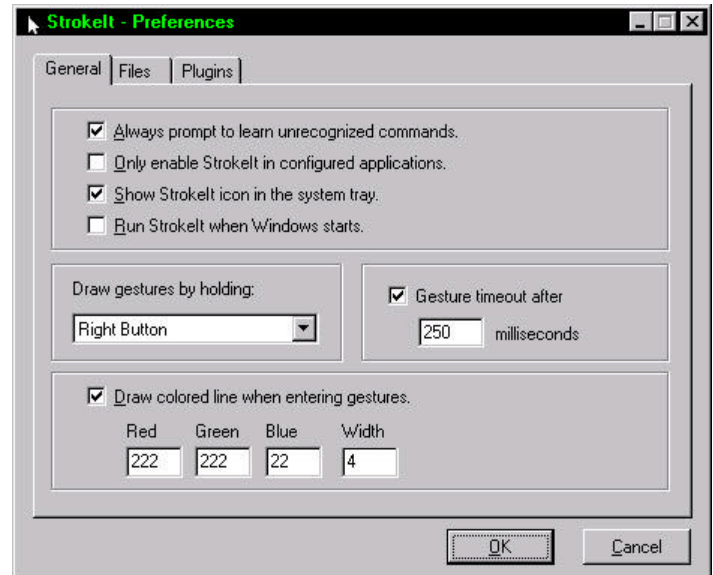 StrokeIt - Preferences
General Files Plugins
Always prompt to learn unrecognized commands.
Only enable StrokeIt in configured applications.
Show StrokeIt icon in the system tray.
Run StrokeIt when Windows starts.
Draw gestures by holding:
Right Button
Gesture timeout after
250 milliseconds
Draw colored line when entering gestures.
Red Green Blue Width
222 222 22 4
OK Cancel